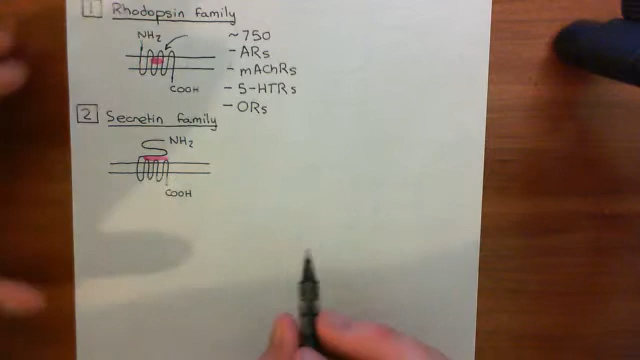 1 Rhodopsin family
NH2
COOH
~750
- ARs
- mAChRs
- 5-HTRs
- ORs
2 Secretin family
NH2
COOH